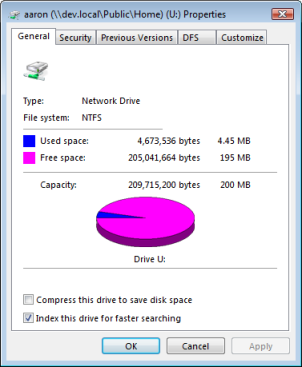 aaron (\\dev.local\Public\Home) (U:) Properties
General Security Previous Versions DFS Customize
Type: Network Drive
File system: NTFS
Used space: 4,673,536 bytes 4.45 MB
Free space: 205,041,664 bytes 195 MB
Capacity: 209,715,200 bytes 200 MB
Drive U:
Compress this drive to save disk space
Index this drive for faster searching
OK Cancel Apply